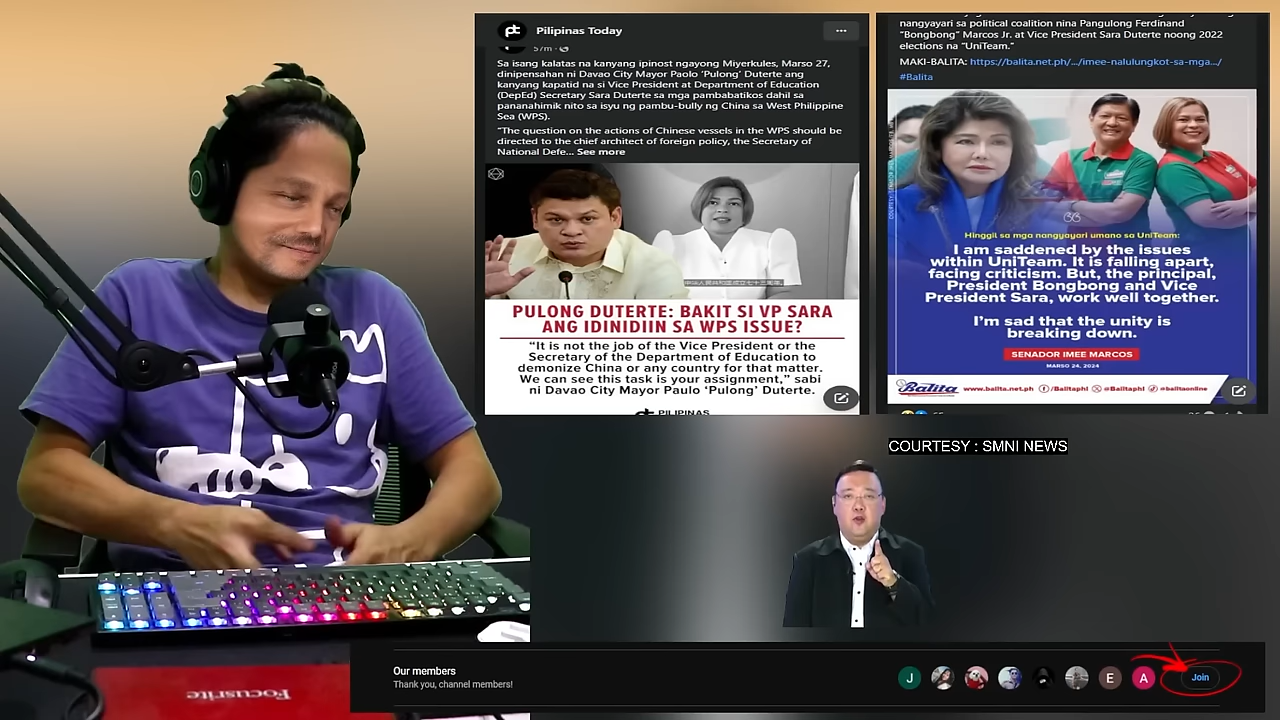 Pilipinas Today
57m
Sa isang kalatas na kanyang ipinost ngayong Miyerkules, Marso 27,
dinipensahan ni Davao City Mayor Paolo ‘Pulong’ Duterte ang
kanyang kapatid na si Vice President at Department of Education
(DepEd) Secretary Sara Duterte sa mga pambabatikos dahil sa
pananahimik nito sa isyu ng pambu-bully ng China sa West Philippine
Sea (WPS).
“The question on the actions of Chinese vessels in the WPS should be
directed to the chief architect of foreign policy, the Secretary of
National Defe... See more
PULONG DUTERTE: BAKIT SI VP SARA
ANG IDINIDIIN SA WPS ISSUE?
“It is not the job of the Vice President or the
Secretary of the Department of Education to
demonize China or any country for that matter.
We can see this task is your assignment,” sabi
ni Davao City Mayor Paulo ‘Pulong’ Duterte.
PILIPINAS
nangyayari sa political coalition nina Pangulong Ferdinand
“Bongbong” Marcos Jr. at Vice President Sara Duterte noong 2022
elections na “UniTeam.”
MAKI-BALITA: https://balita.net.ph/.../imee-nalulungkot-sa-mga.../
#Balita
Hinggil sa mga nangyayari umano sa UniTeam:
I am saddened by the issues
within UniTeam. It is falling apart,
facing criticism. But, the principal,
President Bongbong and Vice
President Sara, work well together.
I’m sad that the unity is
breaking down.
SENADOR IMEE MARCOS
MARSO 24, 2024
Balita www.balita.net.ph /Balitaphl @Balitaphl @balitaonline
COURTESY : SMNI NEWS
Focusrite
Our members
Thank you, channel members!
J E A Join